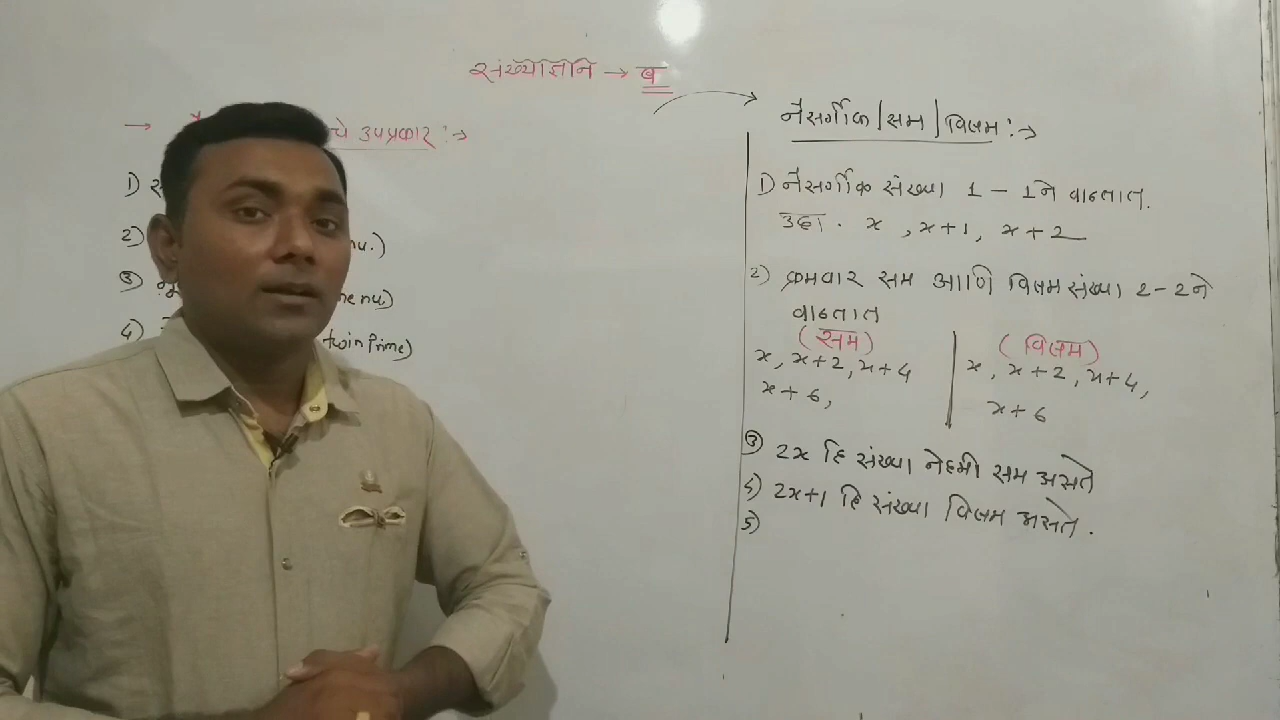 संख्याज्ञान → ब
→ चे उपप्रकार :→
1) स
2) nu.)
③ मू me nu)
4) twin Prime)
नैसर्गीक | सम | विषम :→
1) नैसर्गीक संख्या 1 – 1 ने वाढतात.
उदा. x , x+1, x+2
2) क्रमवार सम आणि विषम संख्या 2-2 ने
वाढतात
(सम)
x, x+2, x+4
x+6,
(विषम)
x, x+2, x+4,
x+6
③ 2x हि संख्या नेहमी सम असते
4) 2x+1 हि संख्या विषम असते.
5)